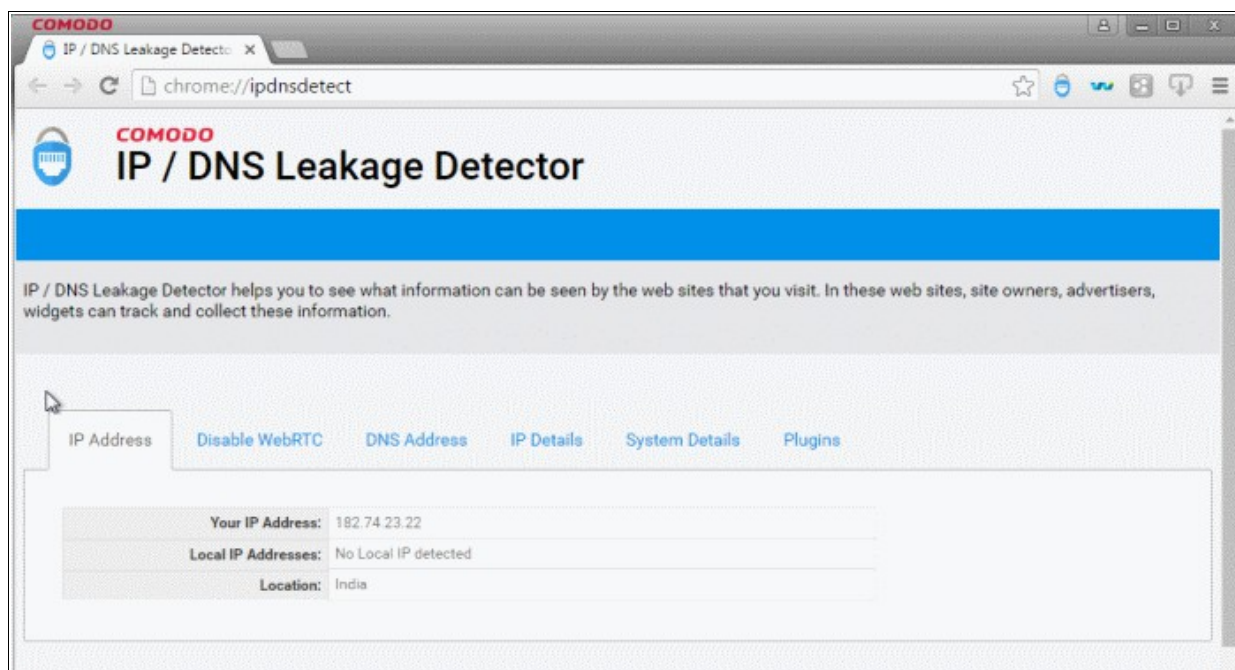 COMODO
IP / DNS Leakage Detecto
chrome://ipdnsdetect
COMODO
IP / DNS Leakage Detector
IP / DNS Leakage Detector helps you to see what information can be seen by the web sites that you visit. In these web sites, site owners, advertisers,
widgets can track and collect these information.
IP Address Disable WebRTC DNS Address IP Details System Details Plugins
Your IP Address: 182.74.23.22
Local IP Addresses: No Local IP detected
Location: India